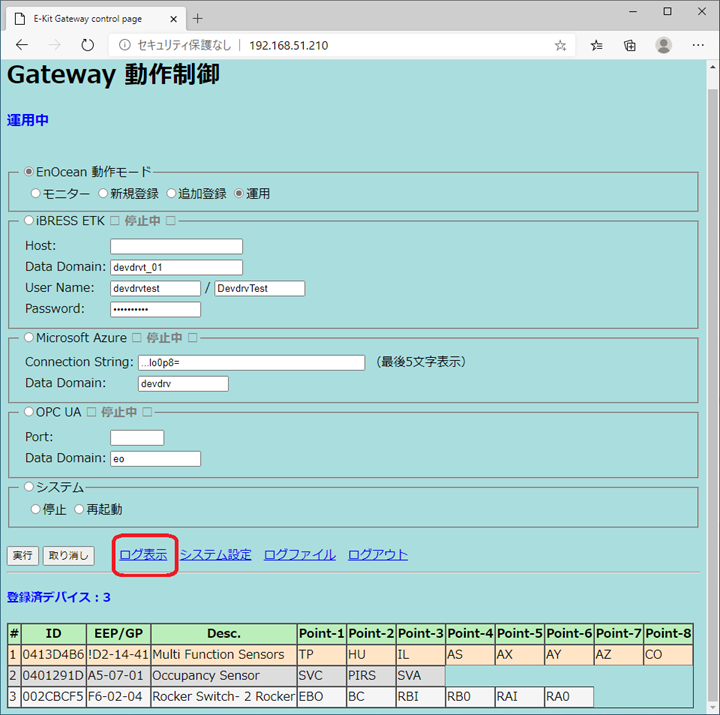 E-Kit Gateway control page
セキュリティ保護なし 192.168.51.210
Gateway 動作制御
運用中
EnOcean 動作モード
モニター 新規登録 追加登録 運用
iBRESS ETK □ 停止中 □
Host:
Data Domain: devdrvt_01
User Name: devdrvtest / DevdrvTest
Password: ••••••••••
Microsoft Azure □ 停止中 □
Connection String: ...Io0p8= （最後5文字表示）
Data Domain: devdrv
OPC UA □ 停止中 □
Port:
Data Domain: eo
システム
停止 再起動
実行 取り消し ログ表示 システム設定 ログファイル ログアウト
登録済デバイス：3
# ID EEP/GP Desc. Point-1 Point-2 Point-3 Point-4 Point-5 Point-6 Point-7 Point-8
1 0413D4B6 !D2-14-41 Multi Function Sensors TP HU IL AS AX AY AZ CO
2 0401291D A5-07-01 Occupancy Sensor SVC PIRS SVA
3 002CBCF5 F6-02-04 Rocker Switch- 2 Rocker EBO BC RBI RB0 RAI RA0